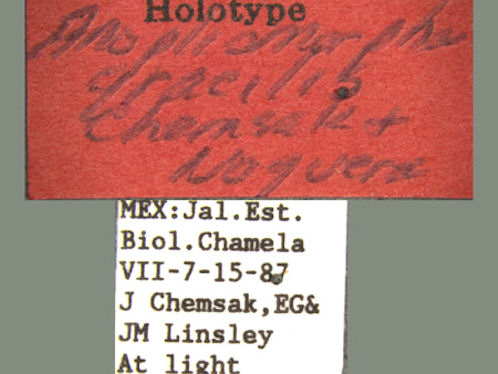 Holotype
gracilis
Chemsak +
Noguera
MEX:Jal.Est.
Biol.Chamela
VII-7-15-87
J Chemsak,EG&
JM Linsley
At light